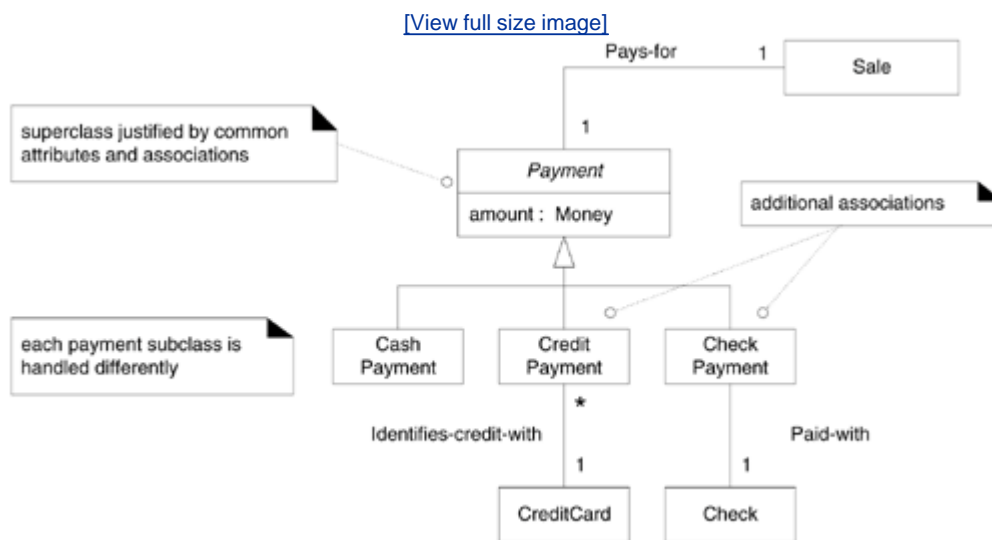 [View full size image]
Pays-for
1
Sale
1
superclass justified by common
attributes and associations
Payment
amount : Money
additional associations
each payment subclass is
handled differently
Cash
Payment
Credit
Payment
Check
Payment
*
Identifies-credit-with
Paid-with
1
1
CreditCard
Check